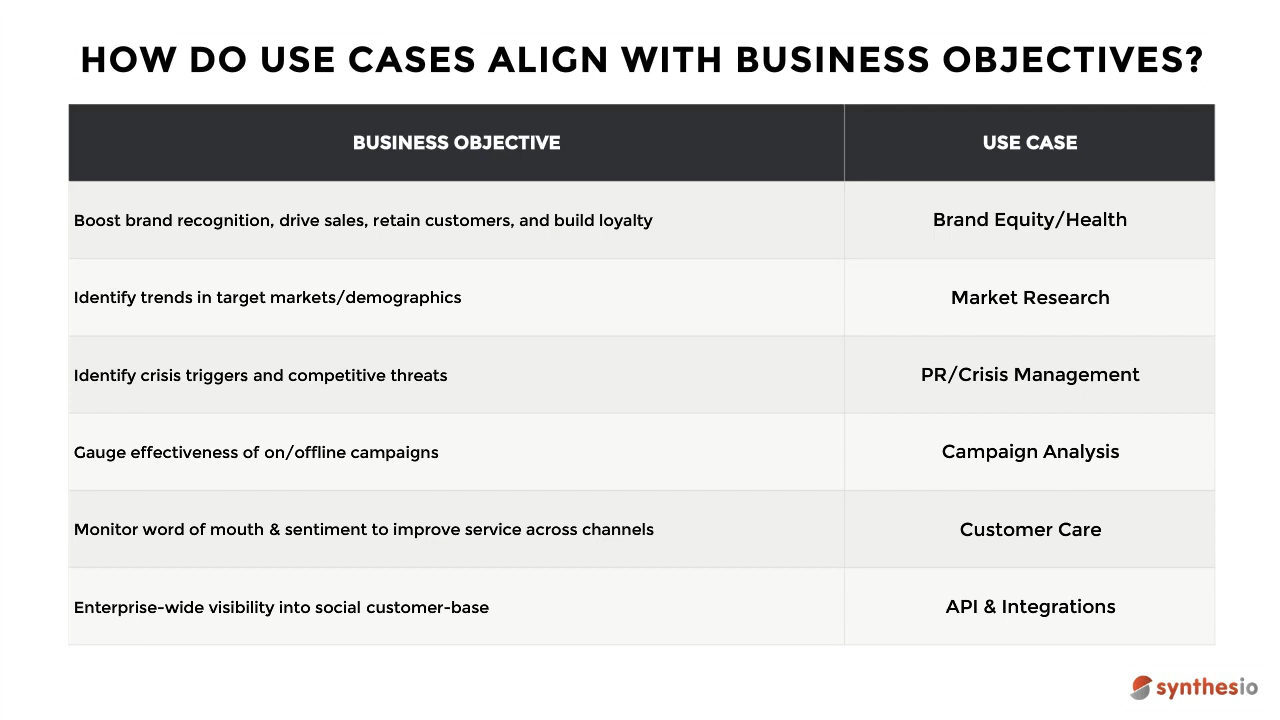 HOW DO USE CASES ALIGN WITH BUSINESS OBJECTIVES?
BUSINESS OBJECTIVE USE CASE
Boost brand recognition, drive sales, retain customers, and build loyalty Brand Equity/Health
Identify trends in target markets/demographics Market Research
Identify crisis triggers and competitive threats PR/Crisis Management
Gauge effectiveness of on/offline campaigns Campaign Analysis
Monitor word of mouth & sentiment to improve service across channels Customer Care
Enterprise-wide visibility into social customer-base API & Integrations
synthesio